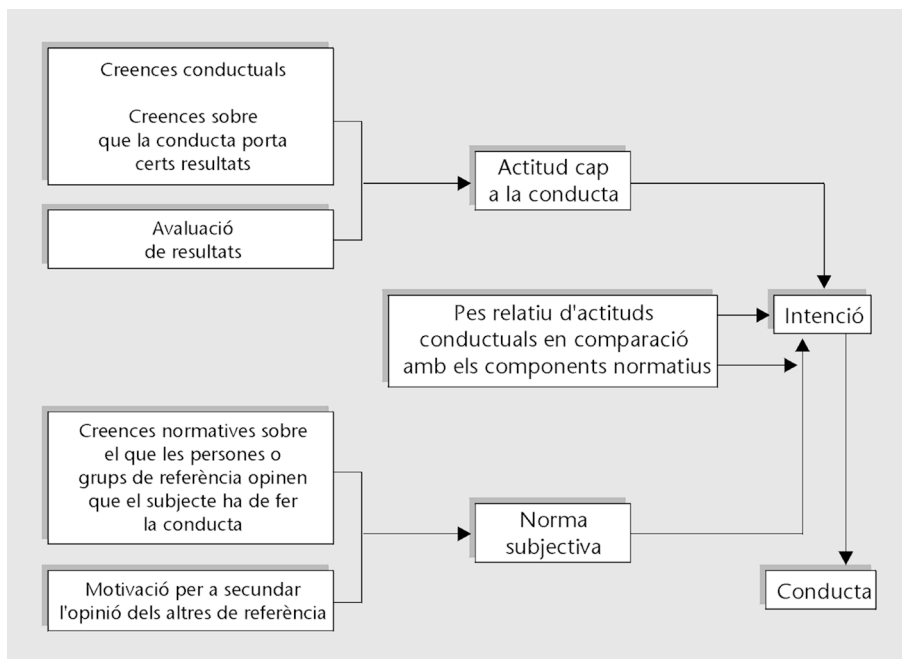 Creences conductuals
Creences sobre
que la conducta porta
certs resultats
Avaluació
de resultats
Actitud cap
a la conducta
Pes relatiu d'actituds
conductuals en comparació
amb els components normatius
Intenció
Creences normatives sobre
el que les persones o
grups de referència opinen
que el subjecte ha de fer
la conducta
Motivació per a secundar
l'opinió dels altres de referència
Norma
subjectiva
Conducta